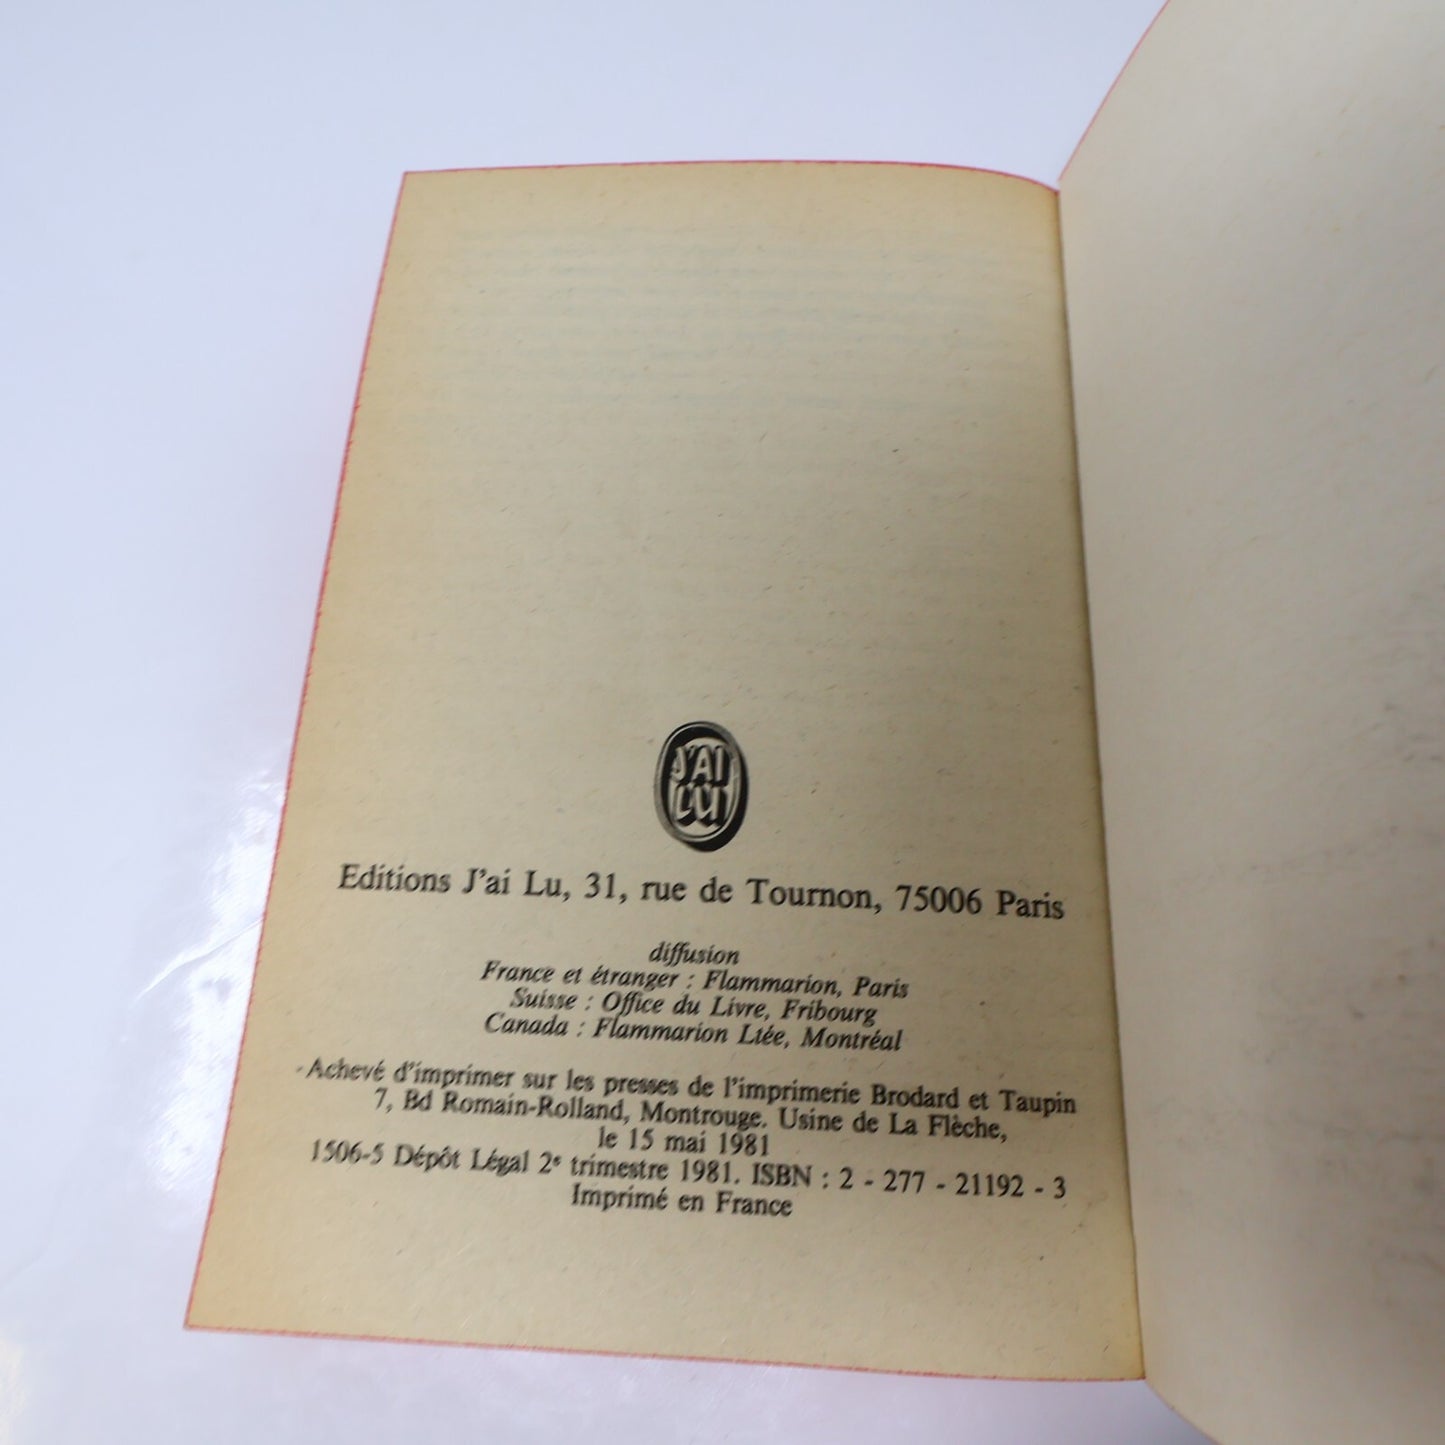 J'AI
LU
Editions J'ai Lu, 31, rue de Tournon, 75006 Paris
diffusion
France et étranger : Flammarion, Paris
Suisse : Office du Livre, Fribourg
Canada : Flammarion Ltée, Montréal
Achevé d'imprimer sur les presses de l'imprimerie Brodard et Taupin
7, Bd Romain-Rolland, Montrouge. Usine de La Flèche,
le 15 mai 1981
1506-5 Dépôt Légal 2e trimestre 1981. ISBN : 2 - 277 - 21192 - 3
Imprimé en France